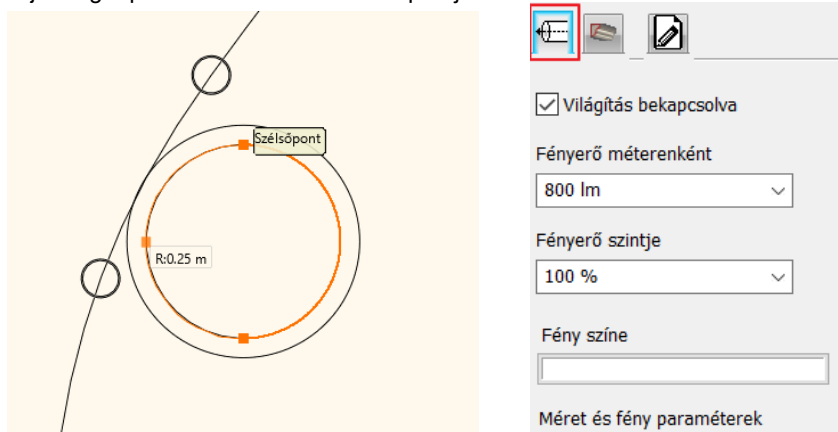 Szélsőpont
R:0.25 m
Világítás bekapcsolva
Fényerő méterenként
800 lm
Fényerő szintje
100 %
Fény színe
Méret és fény paraméterek